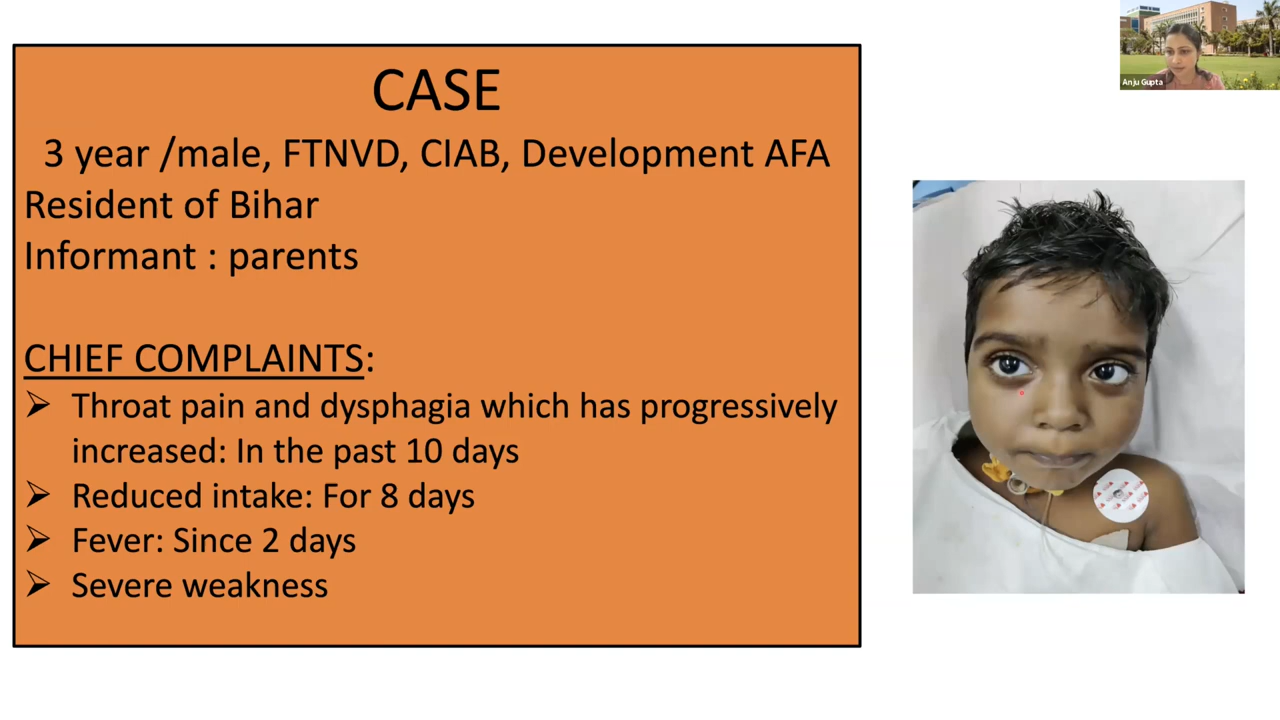 Anju Gupta
CASE
3 year /male, FTNVD, CIAB, Development AFA
Resident of Bihar
Informant : parents
CHIEF COMPLAINTS:
➢ Throat pain and dysphagia which has progressively
increased: In the past 10 days
➢ Reduced intake: For 8 days
➢ Fever: Since 2 days
➢ Severe weakness